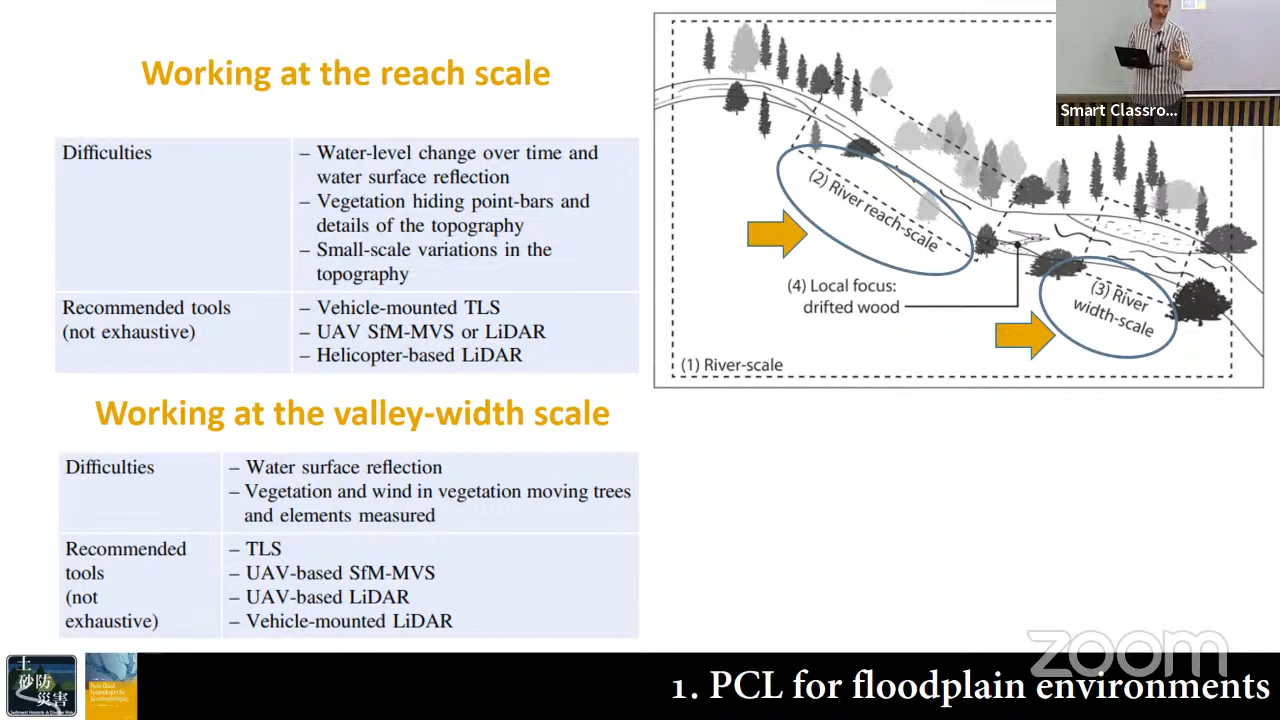 Working at the reach scale
Difficulties
– Water-level change over time and
water surface reflection
– Vegetation hiding point-bars and
details of the topography
– Small-scale variations in the
topography
Recommended tools
(not exhaustive)
– Vehicle-mounted TLS
– UAV SfM-MVS or LiDAR
– Helicopter-based LiDAR
Working at the valley-width scale
Difficulties
– Water surface reflection
– Vegetation and wind in vegetation moving trees
and elements measured
Recommended
tools
(not
exhaustive)
– TLS
– UAV-based SfM-MVS
– UAV-based LiDAR
– Vehicle-mounted LiDAR
Smart Classro...
(2) River reach-scale
(4) Local focus:
drifted wood
(3) River
width-scale
(1) River-scale
zoom
土
砂防
災害
1. PCL for floodplain environments